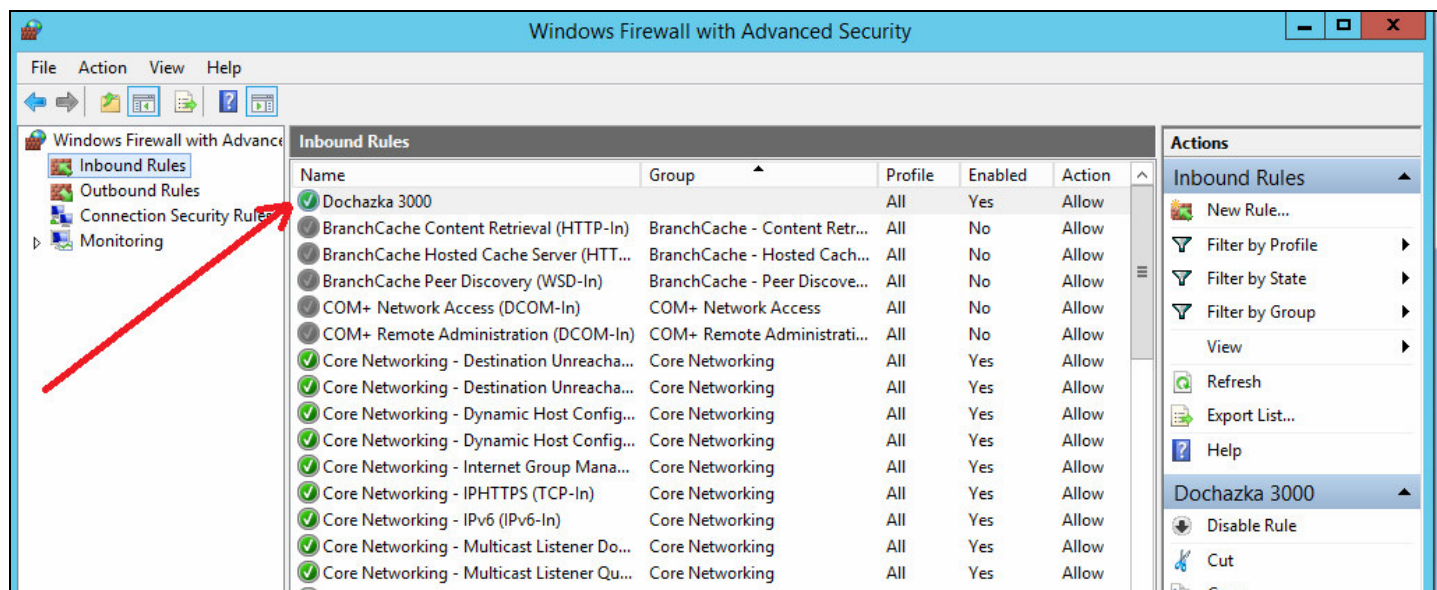 Windows Firewall with Advanced Security
File Action View Help
Windows Firewall with Advance
Inbound Rules
Outbound Rules
Connection Security Rules
Monitoring
Inbound Rules
Name Group Profile Enabled Action
Dochazka 3000 All Yes Allow
BranchCache Content Retrieval (HTTP-In) BranchCache - Content Retr... All No Allow
BranchCache Hosted Cache Server (HTT... BranchCache - Hosted Cach... All No Allow
BranchCache Peer Discovery (WSD-In) BranchCache - Peer Discove... All No Allow
COM+ Network Access (DCOM-In) COM+ Network Access All No Allow
COM+ Remote Administration (DCOM-In) COM+ Remote Administrati... All No Allow
Core Networking - Destination Unreacha... Core Networking All Yes Allow
Core Networking - Destination Unreacha... Core Networking All Yes Allow
Core Networking - Dynamic Host Config... Core Networking All Yes Allow
Core Networking - Dynamic Host Config... Core Networking All Yes Allow
Core Networking - Internet Group Mana... Core Networking All Yes Allow
Core Networking - IPHTTPS (TCP-In) Core Networking All Yes Allow
Core Networking - IPv6 (IPv6-In) Core Networking All Yes Allow
Core Networking - Multicast Listener Do... Core Networking All Yes Allow
Core Networking - Multicast Listener Qu... Core Networking All Yes Allow
Actions
Inbound Rules
New Rule...
Filter by Profile
Filter by State
Filter by Group
View
Refresh
Export List...
Help
Dochazka 3000
Disable Rule
Cut